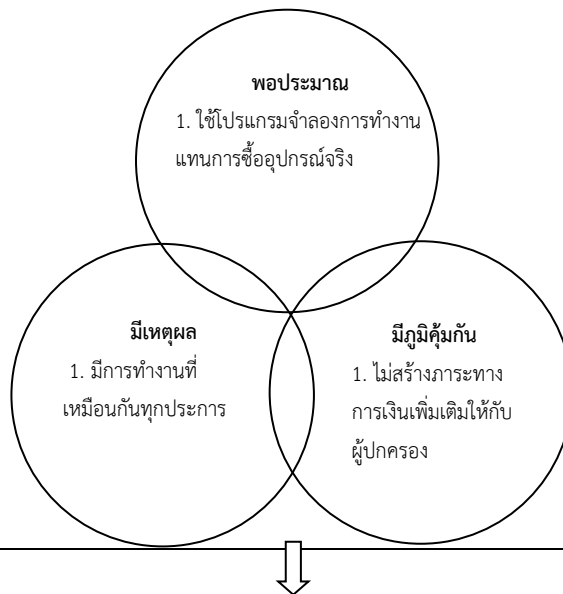 พอประมาณ
1. ใช้โปรแกรมจำลองการทำงาน
แทนการซื้ออุปกรณ์จริง
มีเหตุผล
1. มีการทำงานที่
เหมือนกันทุกประการ
มีภูมิคุ้มกัน
1. ไม่สร้างภาระทาง
การเงินเพิ่มเติมให้กับ
ผู้ปกครอง